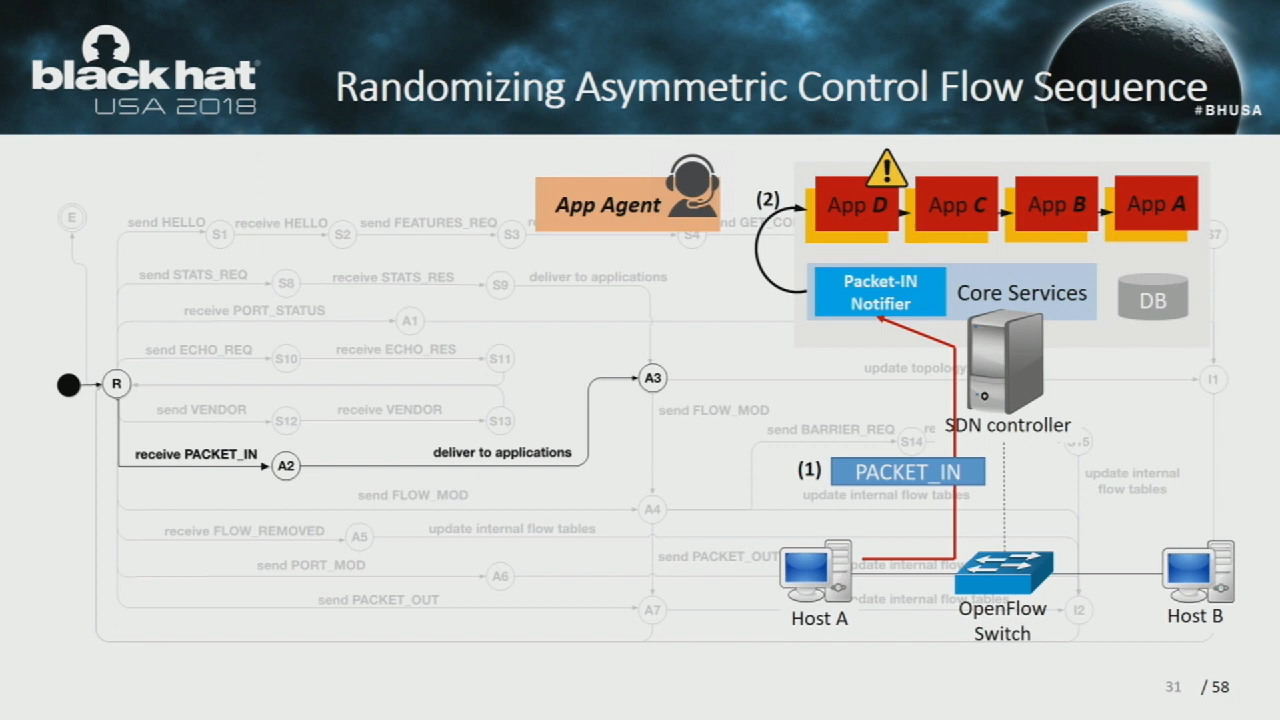 black hat
USA 2018
Randomizing Asymmetric Control Flow Sequence
#BHUSA
App Agent
(2)
App D
App C
App B
App A
Packet-IN
Notifier
Core Services
DB
E
send HELLO
S1
receive HELLO
S2
send FEATURES_REQ
S3
S4
S7
send STATS_REQ
S8
receive STATS_RES
S9
deliver to applications
receive PORT_STATUS
A1
send ECHO_REQ
S10
receive ECHO_RES
S11
R
A3
update topology
I1
SDN controller
send VENDOR
S12
receive VENDOR
S13
send FLOW_MOD
send BARRIER_REQ
S14
receive PACKET_IN
A2
deliver to applications
(1)
PACKET_IN
update internal
flow tables
send FLOW_MOD
A4
update internal flow tables
receive FLOW_REMOVED
A5
update internal flow tables
send PACKET_OUT
send PORT_MOD
A6
send PACKET_OUT
A7
I2
Host A
OpenFlow
Switch
Host B
31 / 58